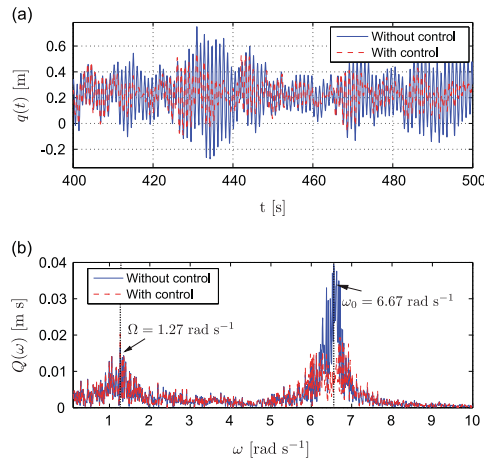 (a)
0.6
0.4
0.2
0
-0.2
q(t) [m]
Without control
With control
400 420 440 460 480 500
t [s]
(b)
0.04
0.03
0.02
0.01
0
Q(ω) [m s]
Without control
With control
Ω = 1.27 rad s⁻¹
ω₀ = 6.67 rad s⁻¹
1 2 3 4 5 6 7 8 9 10
ω [rad s⁻¹]